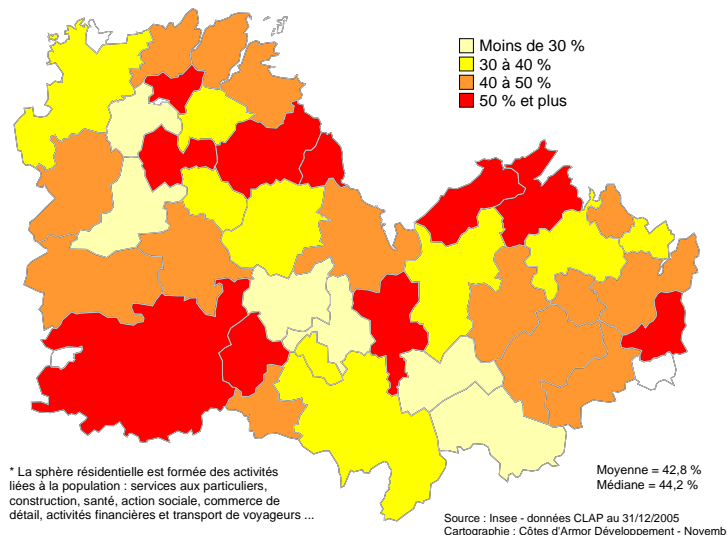 Moins de 30 %
30 à 40 %
40 à 50 %
50 % et plus
* La sphère résidentielle est formée des activités
liées à la population : services aux particuliers,
construction, santé, action sociale, commerce de
détail, activités financières et transport de voyageurs ...
Moyenne = 42,8 %
Médiane = 44,2 %
Source : Insee - données CLAP au 31/12/2005
Cartographie : Côtes d'Armor Développement - Novemb